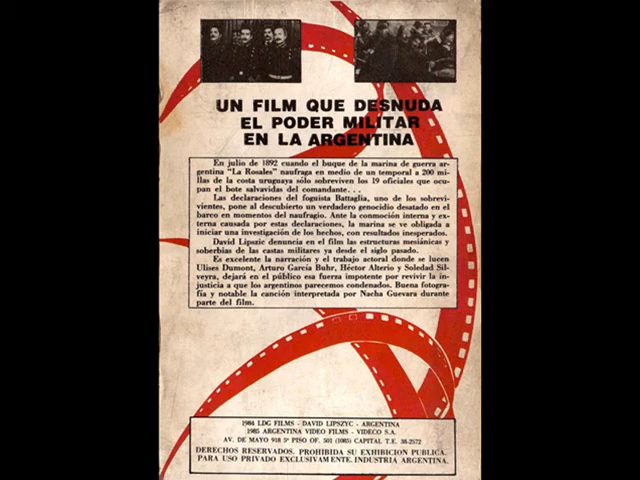 UN FILM QUE DESNUDA
EL PODER MILITAR
EN LA ARGENTINA
En julio de 1892 cuando el buque de la marina de guerra ar-
gentina "La Rosales" naufraga en medio de un temporal a 200 mi-
llas de la costa uruguaya sólo sobreviven los 19 oficiales que ocu-
pan el bote salvavidas del comandante...
Las declaraciones del foguista Battaglia, uno de los sobrevi-
vientes, pone al descubierto un verdadero genocidio desatado en el
barco en momentos del naufragio. Ante la conmoción interna y ex-
terna causada por estas declaraciones, la marina se ve obligada a
iniciar una investigación de los hechos, con resultados inesperados.
David Lipszic denuncia en el film las estructuras mesiánicas y
soberbias de las castas militares ya desde el siglo pasado.
Es excelente la narración y el trabajo actoral donde se lucen
Ulises Dumont, Arturo García Buhr, Héctor Alterio y Soledad Sil-
veyra, dejará en el público esa fuerza impotente por revivir la in-
justicia a que los argentinos parecemos condenados. Buena fotogra-
fía y notable la canción interpretada por Nacha Guevara durante
parte del film.
1984 LDG FILMS - DAVID LIPSZYC - ARGENTINA
1985 ARGENTINA VIDEO FILMS - VIDECO S.A.
AV. DE MAYO 918 5º PISO OF. 501 (1085) CAPITAL T.E. 38-2572
DERECHOS RESERVADOS. PROHIBIDA SU EXHIBICION PUBLICA.
PARA USO PRIVADO EXCLUSIVAMENTE. INDUSTRIA ARGENTINA.